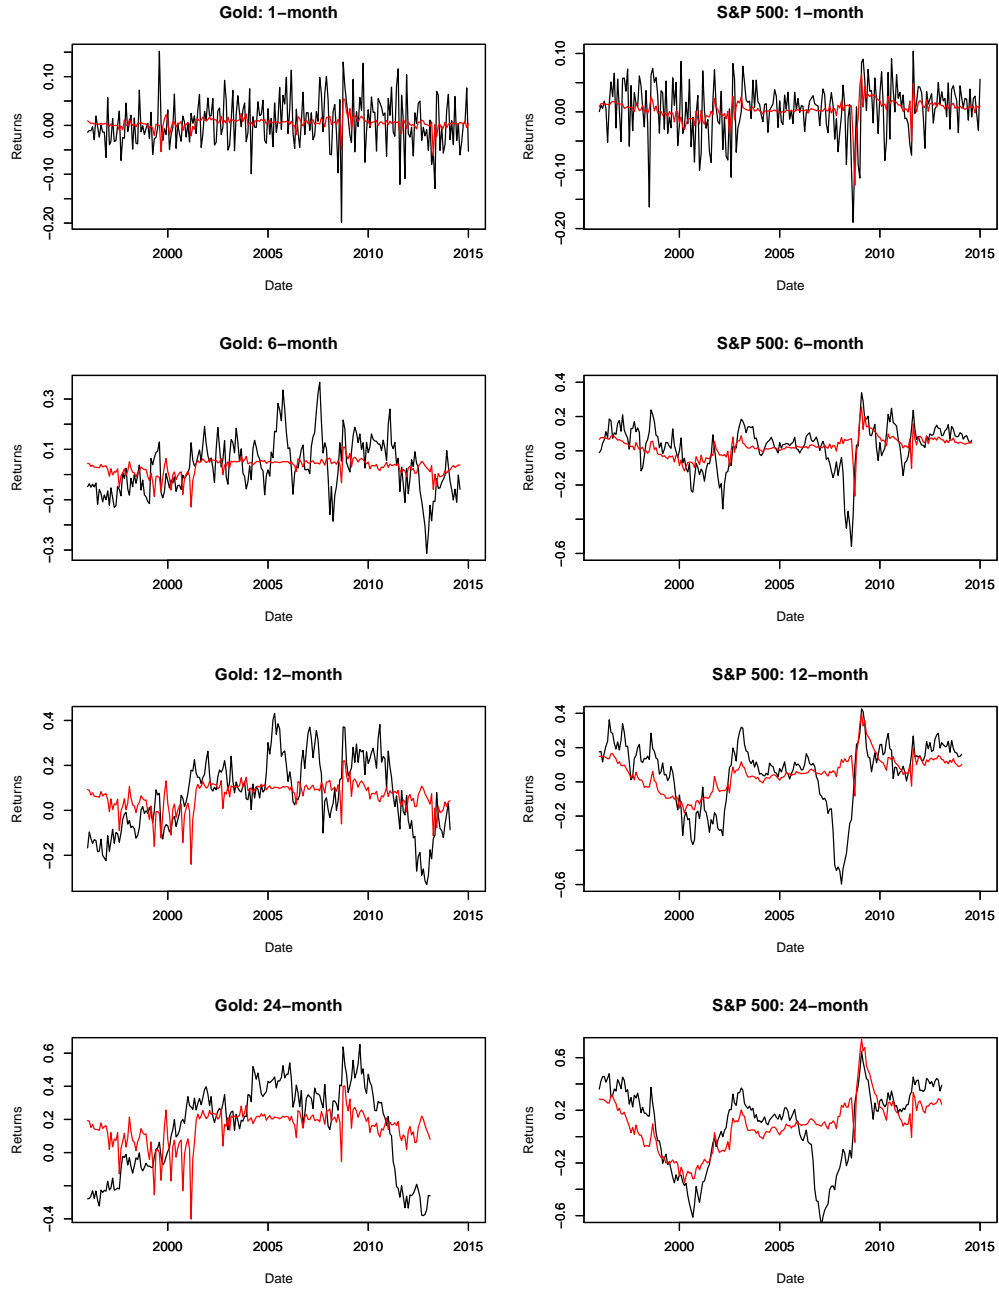 Gold: 1−month
Returns
0.10
0.00
−0.10
−0.20
2000 2005 2010 2015
Date
S&P 500: 1−month
Returns
0.10
0.00
−0.10
−0.20
2000 2005 2010 2015
Date
Gold: 6−month
Returns
0.3
0.1
−0.1
−0.3
2000 2005 2010 2015
Date
S&P 500: 6−month
Returns
0.4
0.2
0.0
−0.2
−0.6
2000 2005 2010 2015
Date
Gold: 12−month
Returns
0.4
0.2
0.0
−0.2
2000 2005 2010 2015
Date
S&P 500: 12−month
Returns
0.4
0.2
0.0
−0.2
−0.6
2000 2005 2010 2015
Date
Gold: 24−month
Returns
0.6
0.4
0.2
0.0
−0.4
2000 2005 2010 2015
Date
S&P 500: 24−month
Returns
0.6
0.2
−0.2
−0.6
2000 2005 2010 2015
Date